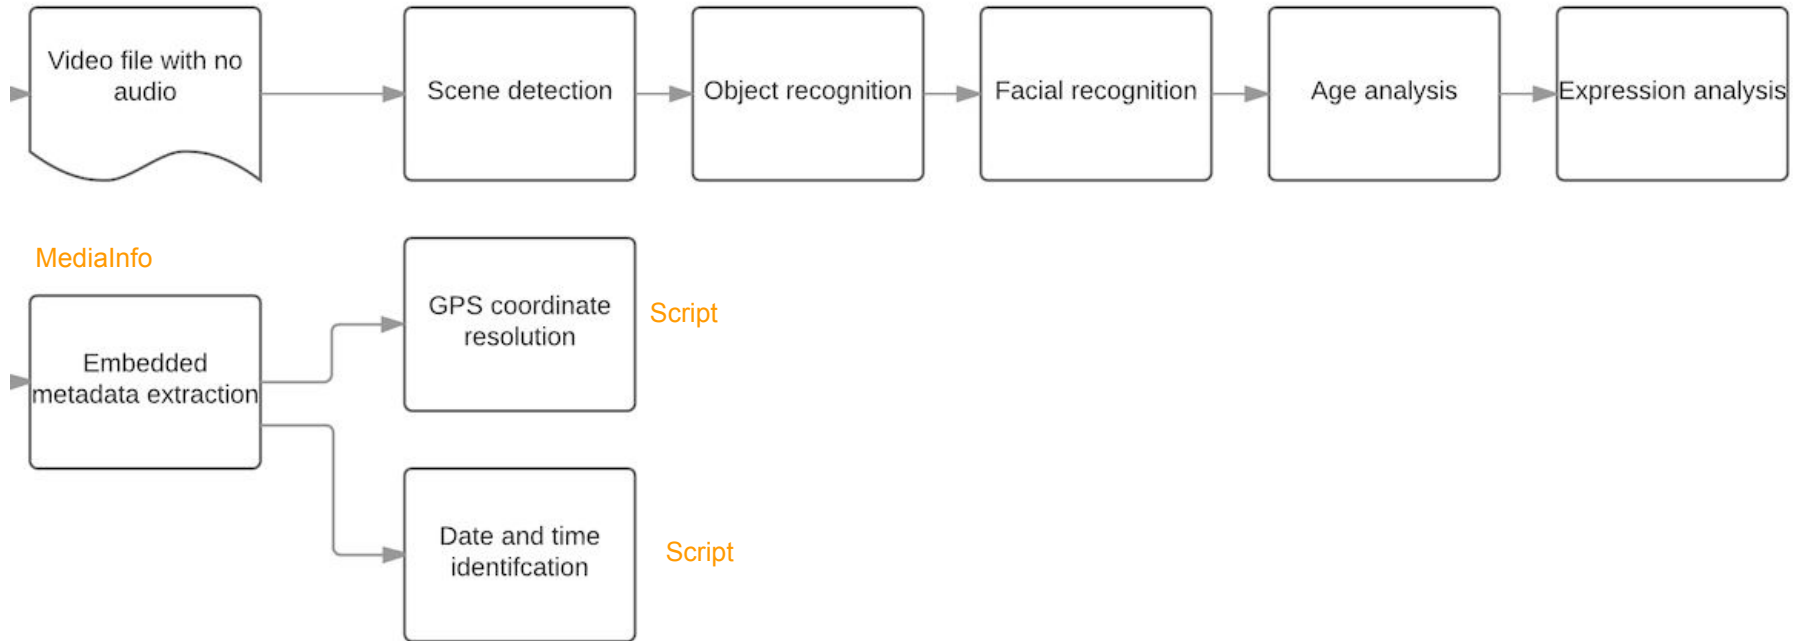 Video file with no
audio
Scene detection
Object recognition
Facial recognition
Age analysis
Expression analysis
MediaInfo
Embedded
metadata extraction
GPS coordinate
resolution
Script
Date and time
identifcation
Script